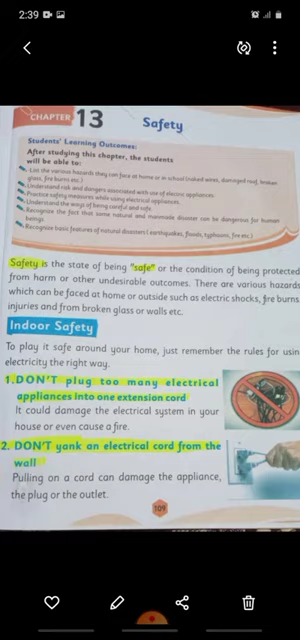 2:39
CHAPTER 13
Safety
Students' Learning Outcomes:
After studying this chapter, the students
will be able to:
List the various hazards they can face at home or in school (naked wires, damaged roof, broken
glass, fire burns etc.)
Understand risk and dangers associated with use of electric appliances.
Practice safety measures while using electrical appliances.
Understand the ways of being careful and safe.
Recognize the fact that some natural and manmade disaster can be dangerous for human
beings.
Recognize basic features of natural disasters (earthquakes, floods, typhoons, fire etc.)
Safety is the state of being "safe" or the condition of being protected
from harm or other undesirable outcomes. There are various hazards
which can be faced at home or outside such as electric shocks, fire burns
injuries and from broken glass or walls etc.
Indoor Safety
To play it safe around your home, just remember the rules for usin
electricity the right way.
1.DON'T plug too many electrical
appliances into one extension cord
It could damage the electrical system in your
house or even cause a fire.
2. DON'T yank an electrical cord from the
wall
Pulling on a cord can damage the appliance,
the plug or the outlet.
109